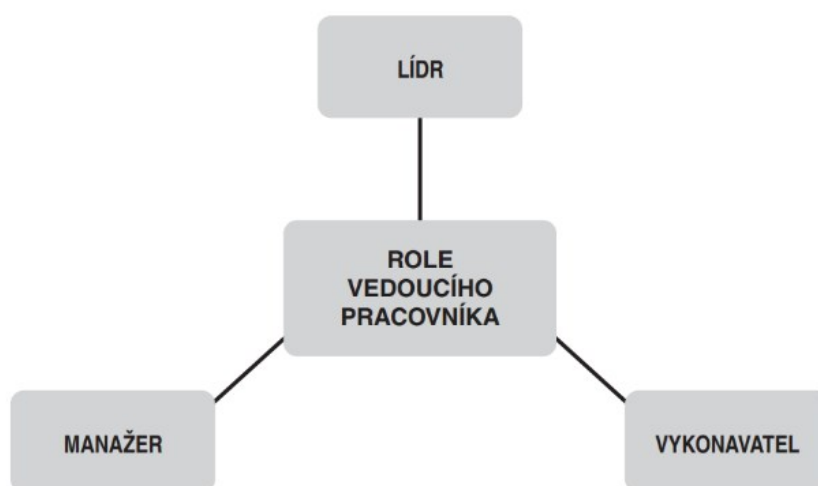 LÍDR
ROLE
VEDOUCÍHO
PRACOVNÍKA
MANAŽER
VYKONAVATEL